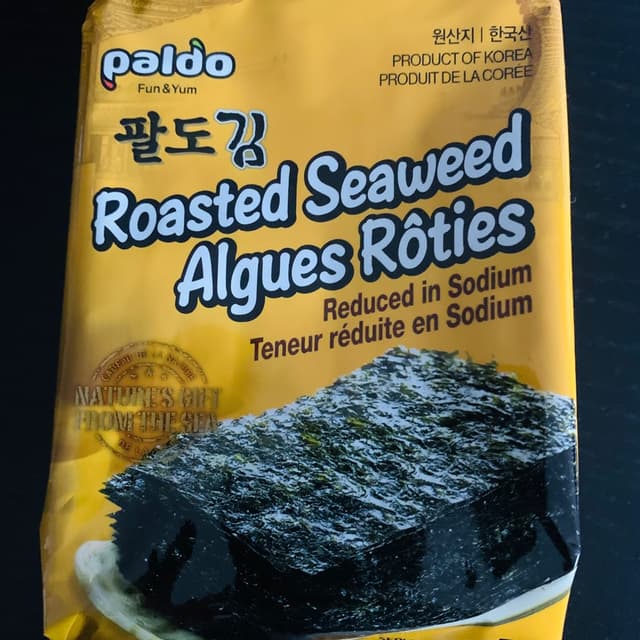 paldo
Fun & Yum
원산지 | 한국산
PRODUCT OF KOREA
PRODUIT DE LA CORÉE
팔도김
Roasted Seaweed
Algues Rôties
Reduced in Sodium
Teneur réduite en Sodium
NATURE'S GIFT
FROM THE SEA